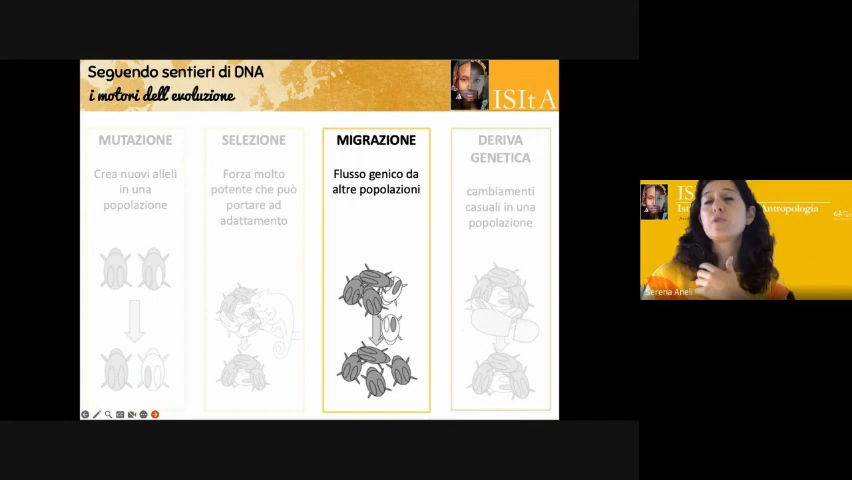 Seguendo sentieri di DNA
i motori dell'evoluzione
ISItA
MUTAZIONE
Crea nuovi alleli
in una
popolazione
SELEZIONE
Forza molto
potente che può
portare ad
adattamento
MIGRAZIONE
Flusso genico da
altre popolazioni
DERIVA
GENETICA
cambiamenti
casuali in una
popolazione
IS
Ist Antropologia
Serena Aneli